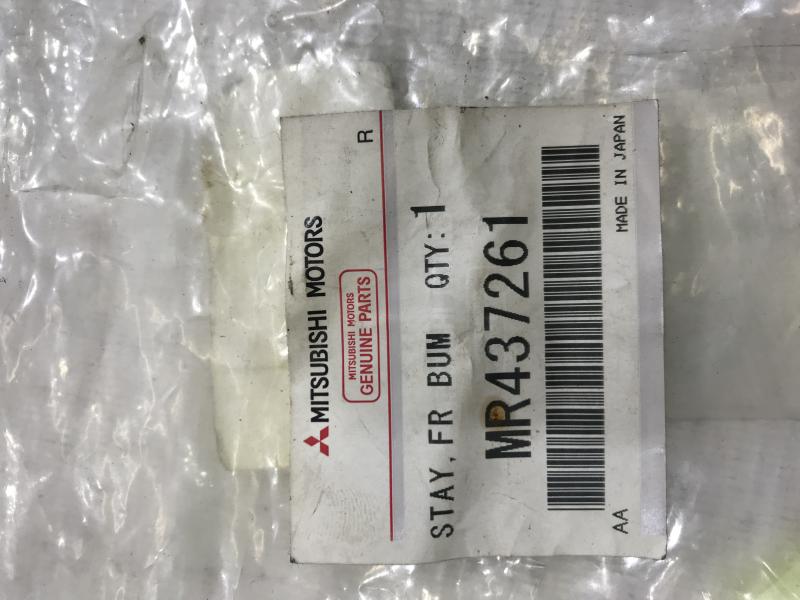 MITSUBISHI MOTORS
R
MITSUBISHI MOTORS
GENUINE PARTS
STAY, FR BUM QTY: 1
MR437261
AA
MADE IN JAPAN